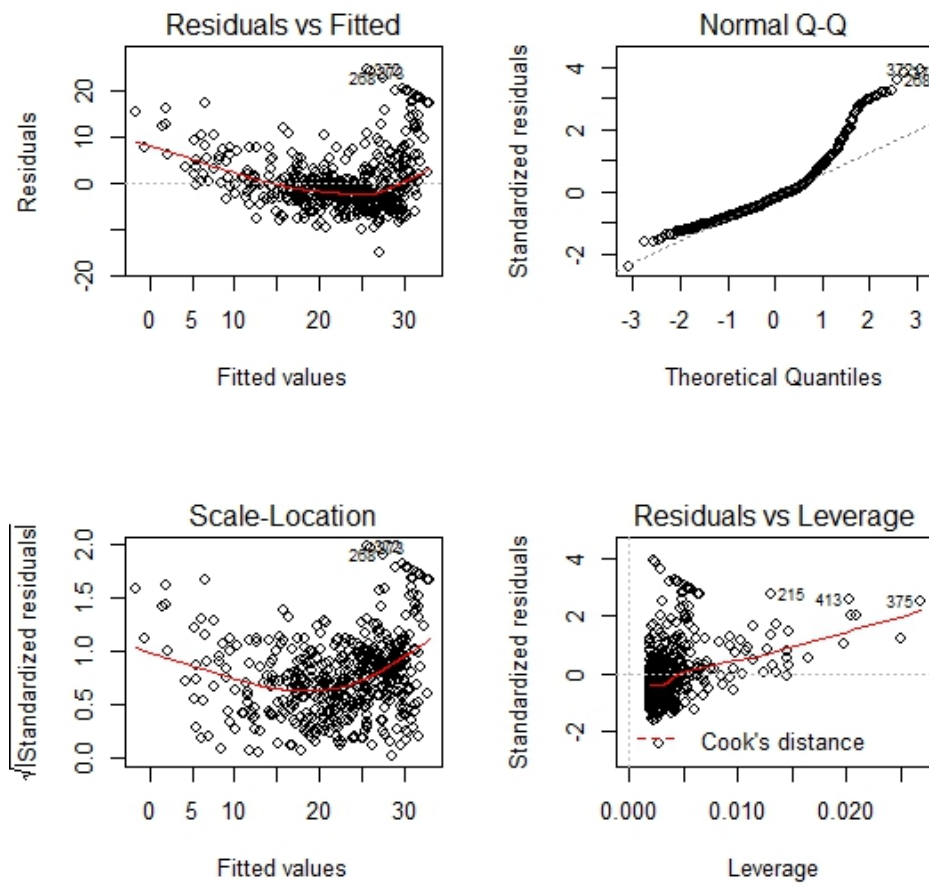 Residuals vs Fitted
Residuals
-20 0 10 20
268
0 5 10 20 30
Fitted values
Normal Q-Q
Standardized residuals
-2 0 2 4
-3 -2 -1 0 1 2 3
Theoretical Quantiles
Scale-Location
√|Standardized residuals|
0.0 0.5 1.0 1.5 2.0
268
0 5 10 20 30
Fitted values
Residuals vs Leverage
Standardized residuals
-2 0 2 4
215
413
375
Cook's distance
0.000 0.010 0.020
Leverage